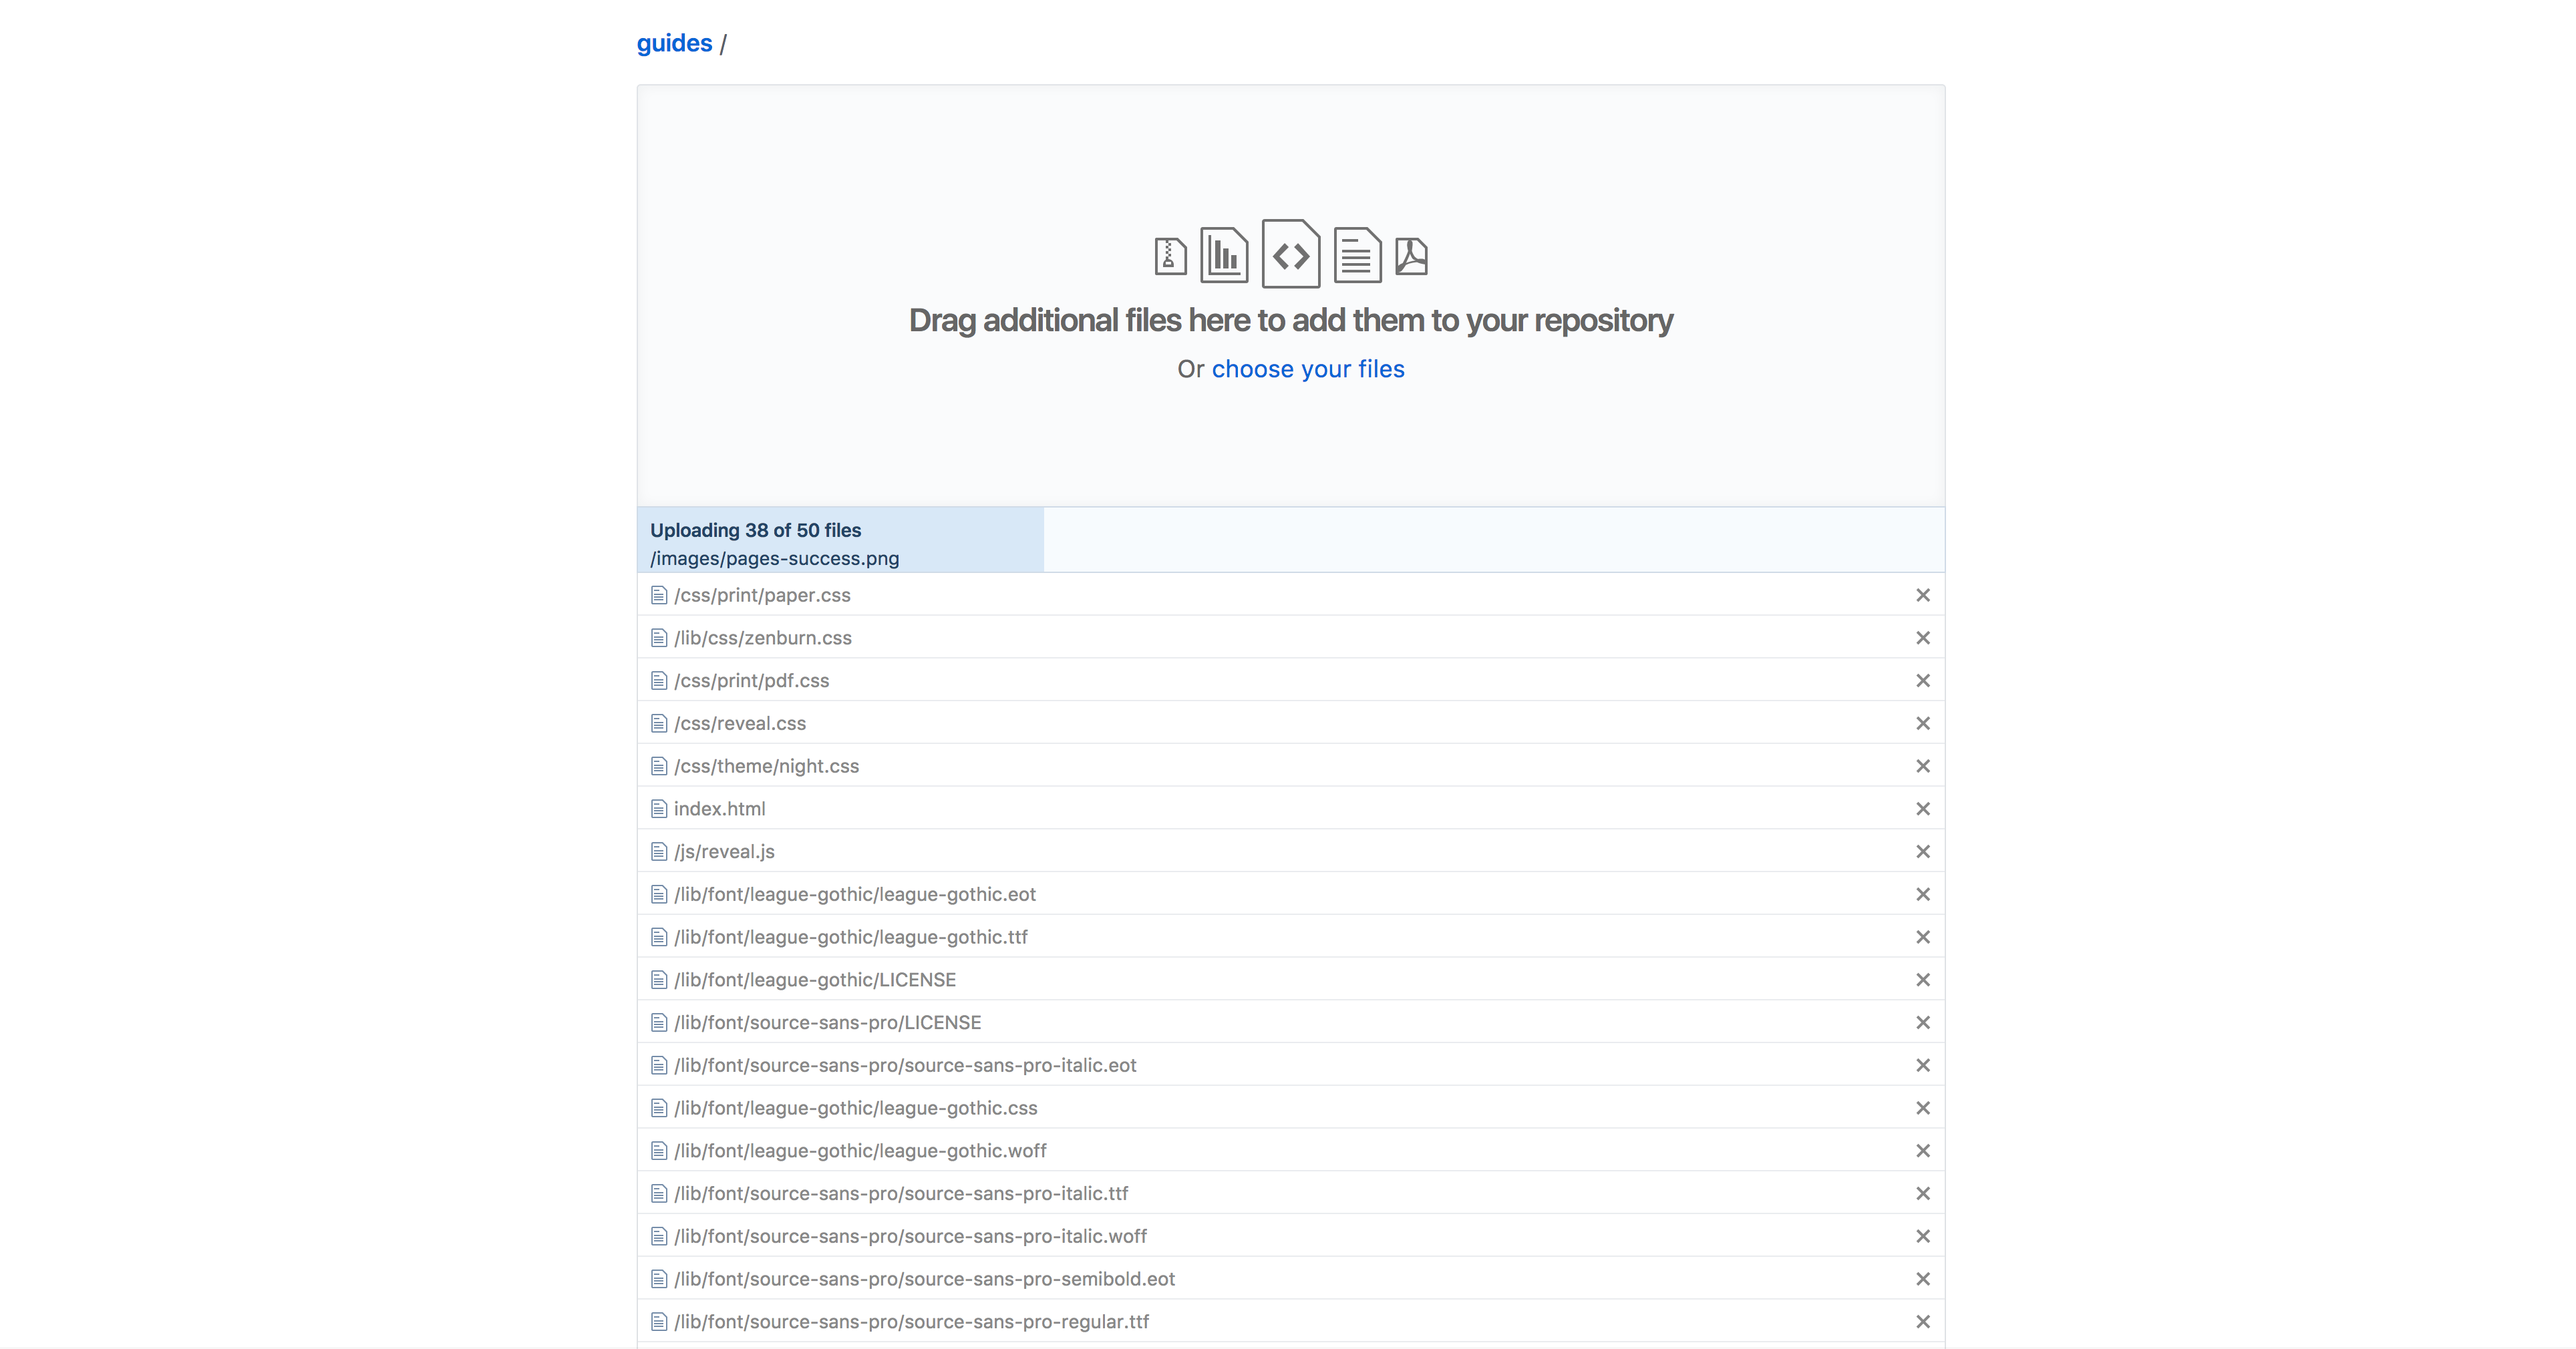 guides /
Drag additional files here to add them to your repository
Or choose your files
Uploading 38 of 50 files
/images/pages-success.png
/css/print/paper.css
/lib/css/zenburn.css
/css/print/pdf.css
/css/reveal.css
/css/theme/night.css
index.html
/js/reveal.js
/lib/font/league-gothic/league-gothic.eot
/lib/font/league-gothic/league-gothic.ttf
/lib/font/league-gothic/LICENSE
/lib/font/source-sans-pro/LICENSE
/lib/font/source-sans-pro/source-sans-pro-italic.eot
/lib/font/league-gothic/league-gothic.css
/lib/font/league-gothic/league-gothic.woff
/lib/font/source-sans-pro/source-sans-pro-italic.ttf
/lib/font/source-sans-pro/source-sans-pro-italic.woff
/lib/font/source-sans-pro/source-sans-pro-semibold.eot
/lib/font/source-sans-pro/source-sans-pro-regular.ttf